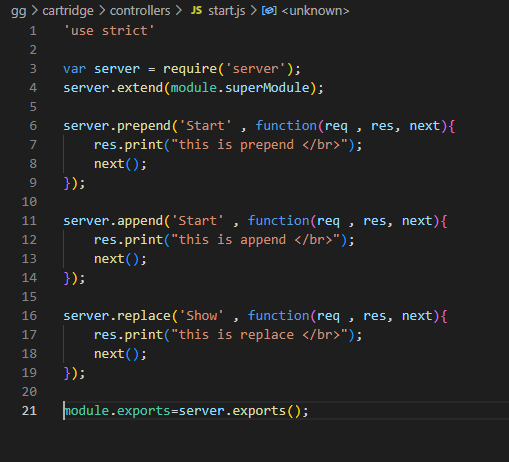 gg > cartridge > controllers > JS start.js > <unknown>
1 'use strict'
2
3 var server = require('server');
4 server.extend(module.superModule);
5
6 server.prepend('Start' , function(req , res, next){
7 res.print("this is prepend </br>");
8 next();
9 });
10
11 server.append('Start' , function(req , res, next){
12 res.print("this is append </br>");
13 next();
14 });
15
16 server.replace('Show' , function(req , res, next){
17 res.print("this is replace </br>");
18 next();
19 });
20
21 module.exports=server.exports();